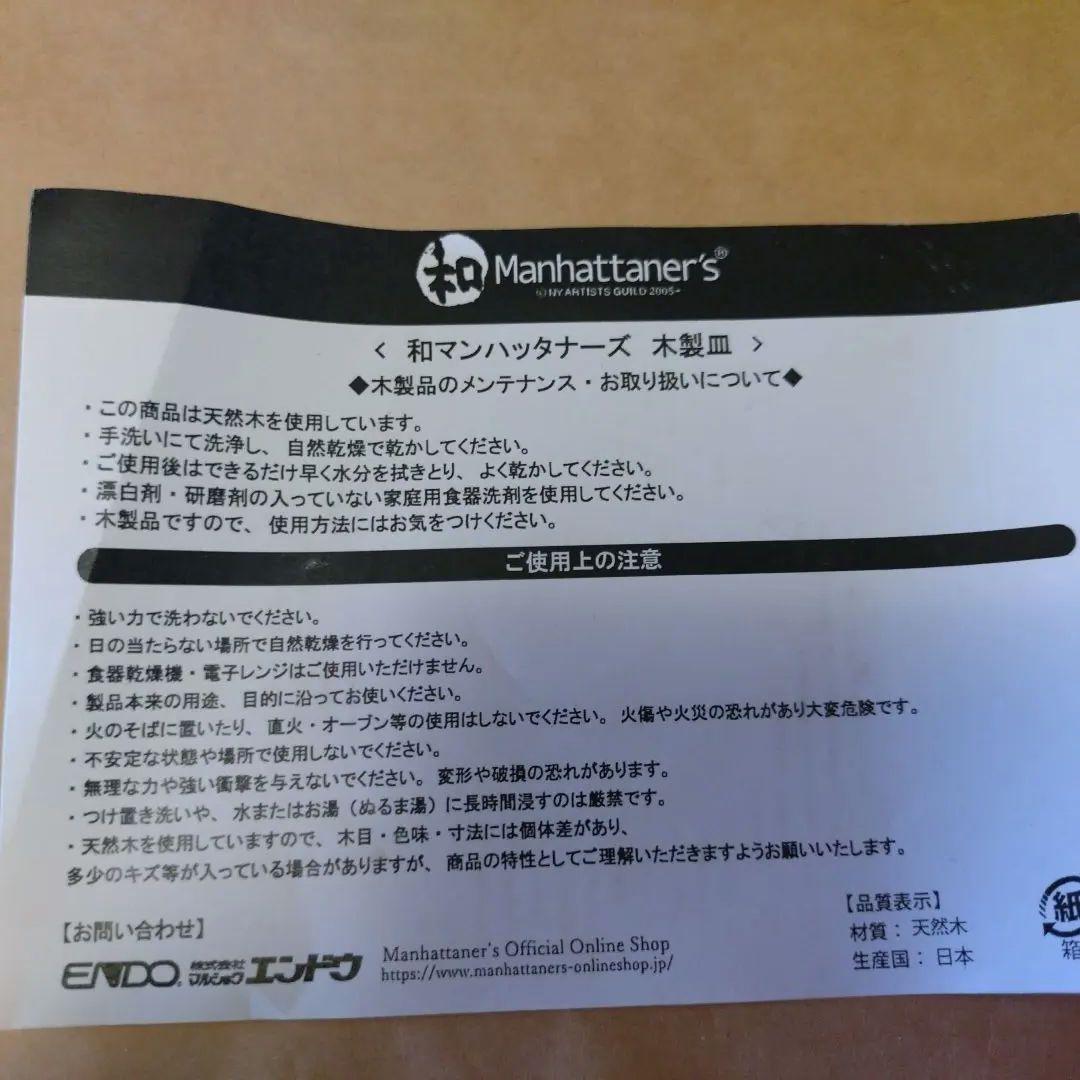 和 Manhattaner's®
©NY ARTISTS GUILD 2005-
< 和マンハッタナーズ 木製皿 >
◆木製品のメンテナンス・お取り扱いについて◆
・この商品は天然木を使用しています。
・手洗いにて洗浄し、自然乾燥で乾かしてください。
・ご使用後はできるだけ早く水分を拭きとり、よく乾かしてください。
・漂白剤・研磨剤の入っていない家庭用食器洗剤を使用してください。
・木製品ですので、使用方法にはお気をつけください。
ご使用上の注意
・強い力で洗わないでください。
・日の当たらない場所で自然乾燥を行ってください。
・食器乾燥機・電子レンジはご使用いただけません。
・製品本来の用途、目的に沿ってお使いください。
・火のそばに置いたり、直火・オーブン等の使用はしないでください。火傷や火災の恐れがあり大変危険です。
・不安定な状態や場所で使用しないでください。
・無理な力や強い衝撃を与えないでください。変形や破損の恐れがあります。
・つけ置き洗いや、水またはお湯（ぬるま湯）に長時間浸すのは厳禁です。
・天然木を使用していますので、木目・色味・寸法には個体差があり、
多少のキズ等が入っている場合がありますが、商品の特性としてご理解いただきますようお願いいたします。
【お問い合わせ】
ENDO. 株式会社マルショウエンドウ
Manhattaner's Official Online Shop
https://www.manhattaners-onlineshop.jp/
【品質表示】
材質：天然木
生産国：日本
紙
箱